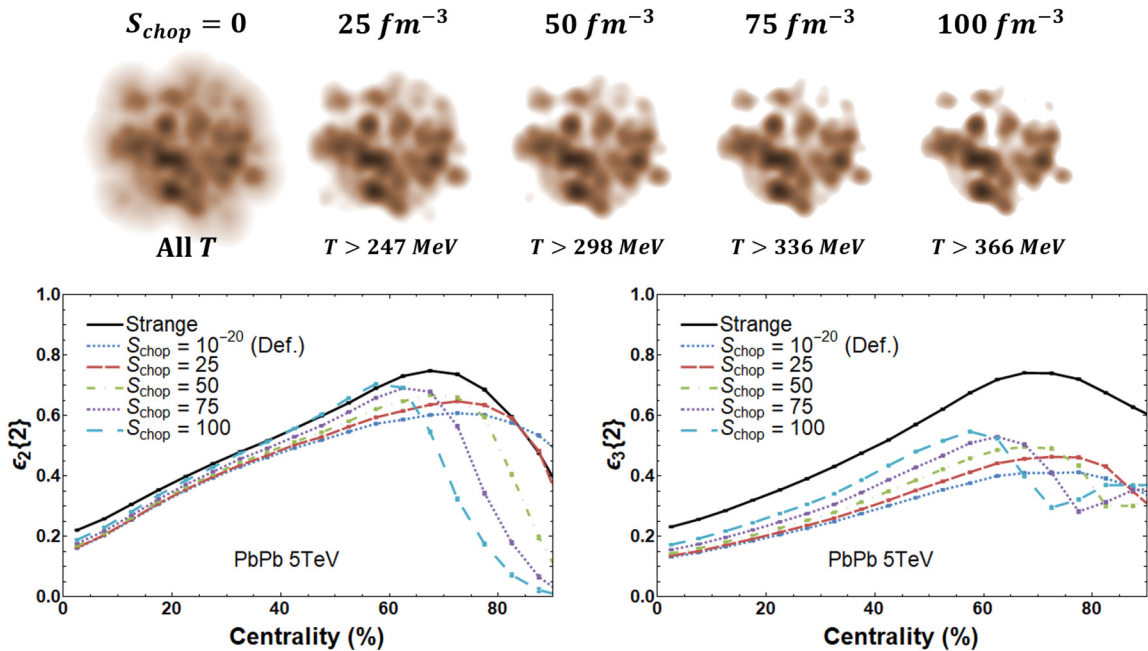 S_chop = 0
25 fm⁻³
50 fm⁻³
75 fm⁻³
100 fm⁻³
All T
T > 247 MeV
T > 298 MeV
T > 336 MeV
T > 366 MeV
1.0
0.8
0.6
0.4
0.2
0.0
ϵ₂{2}
Strange
S_chop = 10⁻²⁰ (Def.)
S_chop = 25
S_chop = 50
S_chop = 75
S_chop = 100
PbPb 5TeV
0 20 40 60 80
Centrality (%)
1.0
0.8
0.6
0.4
0.2
0.0
ϵ₃{2}
Strange
S_chop = 10⁻²⁰ (Def.)
S_chop = 25
S_chop = 50
S_chop = 75
S_chop = 100
PbPb 5TeV
0 20 40 60 80
Centrality (%)